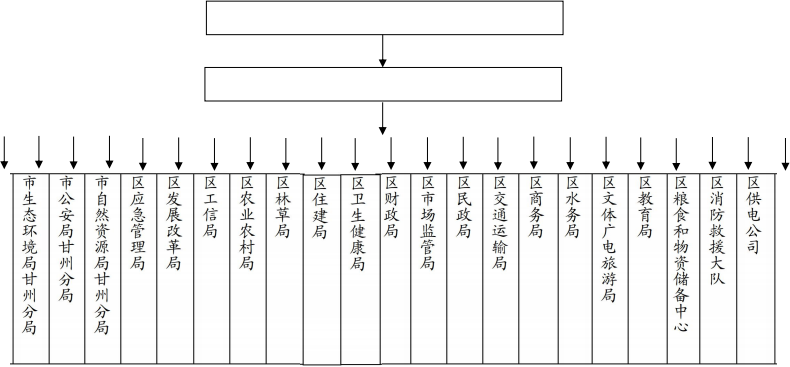 市生态环境局甘州分局
市公安局甘州分局
市自然资源局甘州分局
区应急管理局
区发展改革局
区工信局
区农业农村局
区林草局
区住建局
区卫生健康局
区财政局
区市场监管局
区民政局
区交通运输局
区商务局
区水务局
区文体广电旅游局
区教育局
区粮食和物资储备中心
区消防救援大队
区供电公司